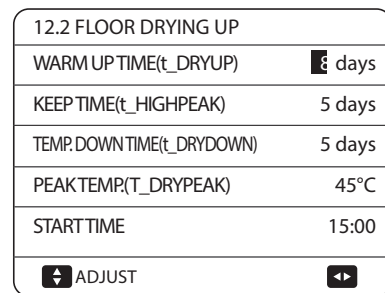 12.2 FLOOR DRYING UP
WARM UP TIME(t_DRYUP) 8 days
KEEP TIME(t_HIGHPEAK) 5 days
TEMP. DOWN TIME(t_DRYDOWN) 5 days
PEAK TEMP.(T_DRYPEAK) 45°C
START TIME 15:00
ADJUST